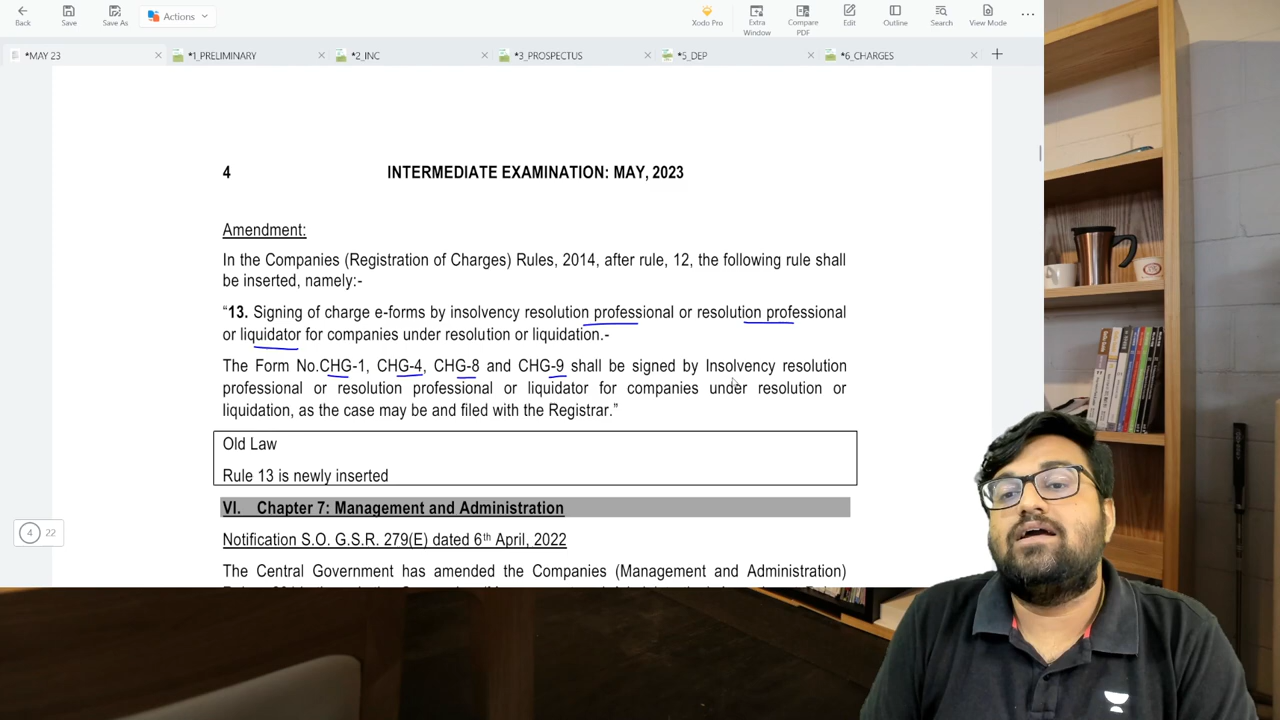 Back
Save
Save As
Actions
Xodo Pro
Extra Window
Compare PDF
Edit
Outline
Search
View Mode
*MAY 23
*1_PRELIMINARY
*2_INC
*3_PROSPECTUS
*5_DEP
*6_CHARGES
4 INTERMEDIATE EXAMINATION: MAY, 2023
Amendment:
In the Companies (Registration of Charges) Rules, 2014, after rule, 12, the following rule shall
be inserted, namely:-
“13. Signing of charge e-forms by insolvency resolution professional or resolution professional
or liquidator for companies under resolution or liquidation.-
The Form No.CHG-1, CHG-4, CHG-8 and CHG-9 shall be signed by Insolvency resolution
professional or resolution professional or liquidator for companies under resolution or
liquidation, as the case may be and filed with the Registrar.”
Old Law
Rule 13 is newly inserted
VI. Chapter 7: Management and Administration
4 22
Notification S.O. G.S.R. 279(E) dated 6th April, 2022
The Central Government has amended the Companies (Management and Administration)